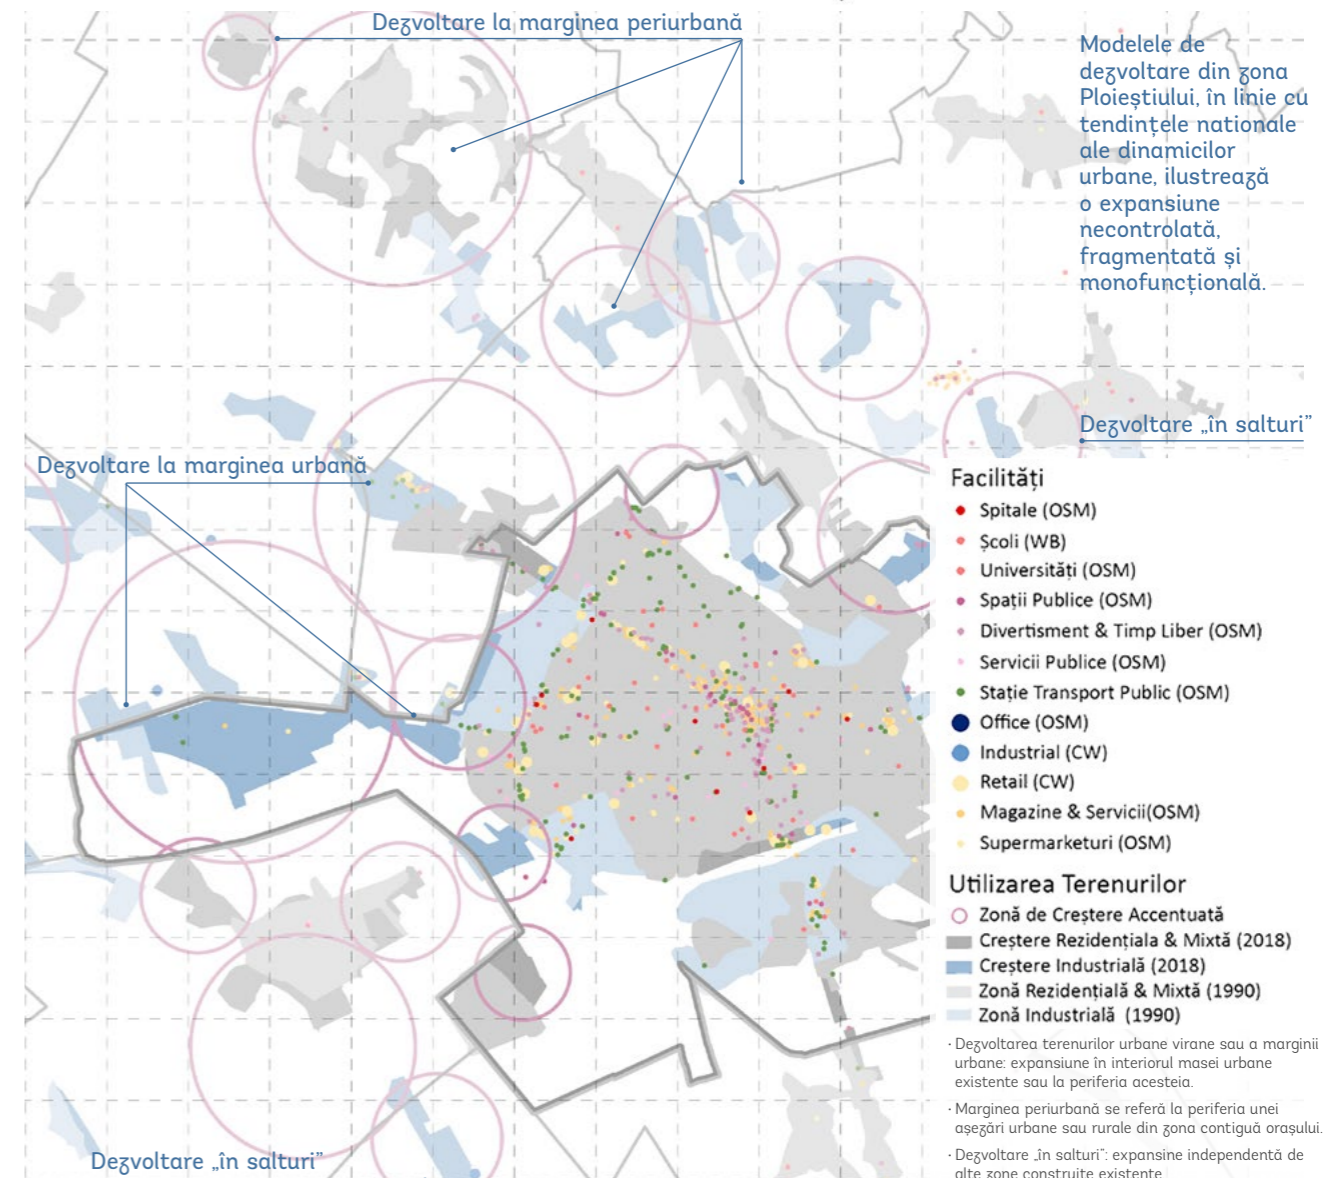 Dezvoltare la marginea periurbană
Modelele de
dezvoltare din zona
Ploieștiului, în linie cu
tendințele nationale
ale dinamicilor
urbane, ilustrează
o expansiune
necontrolată,
fragmentată și
monofuncțională.
Dezvoltare „în salturi”
Dezvoltare la marginea urbană
Facilități
Spitale (OSM)
Școli (WB)
Universități (OSM)
Spații Publice (OSM)
Divertisment & Timp Liber (OSM)
Servicii Publice (OSM)
Stație Transport Public (OSM)
Office (OSM)
Industrial (CW)
Retail (CW)
Magazine & Servicii(OSM)
Supermarketuri (OSM)
Utilizarea Terenurilor
Zonă de Creștere Accentuată
Creștere Rezidențiala & Mixtă (2018)
Creștere Industrială (2018)
Zonă Rezidențială & Mixtă (1990)
Zonă Industrială (1990)
· Dezvoltarea terenurilor urbane virane sau a marginii
urbane: expansiune în interiorul masei urbane
existente sau la periferia acesteia.
· Marginea periurbană se referă la periferia unei
așezări urbane sau rurale din zona contiguă orașului.
· Dezvoltare „în salturi”: expansine independentă de
alte zone construite existente
Dezvoltare „în salturi”